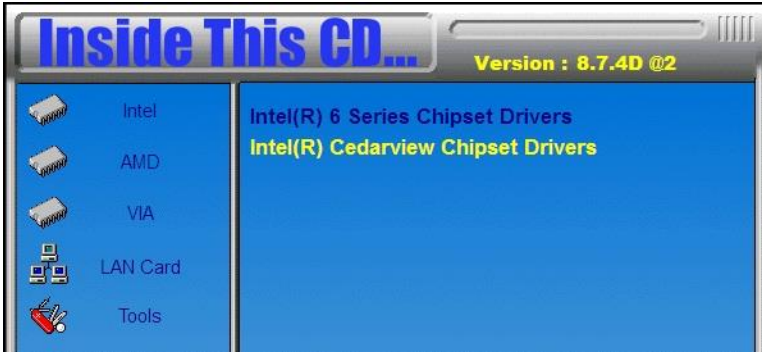 Inside This CD...
Version : 8.7.4D @2
Intel
AMD
VIA
LAN Card
Tools
Intel(R) 6 Series Chipset Drivers
Intel(R) Cedarview Chipset Drivers